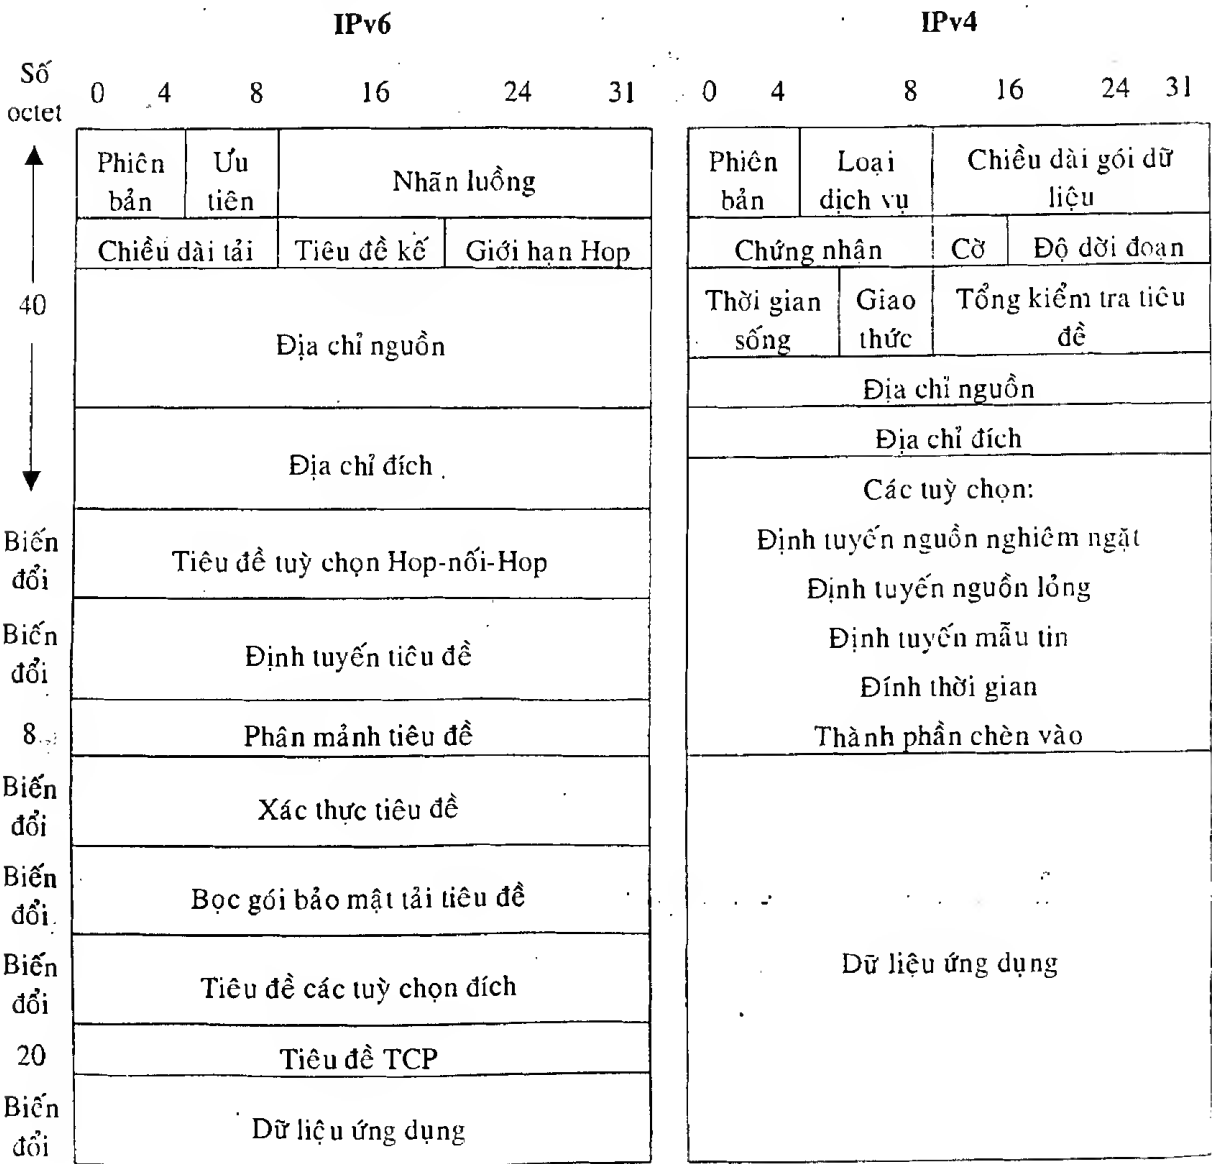 IPv6
IPv4
Số
octet
0 4 8 16 24 31
0 4 8 16 24 31
Phiên
bản
Ưu
tiên
Nhãn luồng
Chiều dài tải
Tiêu đề kế
Giới hạn Hop
40
Địa chỉ nguồn
Địa chỉ đích
Biến
đổi
Tiêu đề tuỳ chọn Hop-nối-Hop
Biến
đổi
Định tuyến tiêu đề
8
Phân mảnh tiêu đề
Biến
đổi
Xác thực tiêu đề
Biến
đổi
Bọc gói bảo mật tải tiêu đề
Biến
đổi
Tiêu đề các tuỳ chọn đích
20
Tiêu đề TCP
Biến
đổi
Dữ liệu ứng dụng
Phiên
bản
Loại
dịch vụ
Chiều dài gói dữ
liệu
Chứng nhân
Cờ
Độ dời đoạn
Thời gian
sống
Giao
thức
Tổng kiểm tra tiêu
đề
Địa chỉ nguồn
Địa chỉ đích
Các tuỳ chọn:
Định tuyến nguồn nghiêm ngặt
Định tuyến nguồn lỏng
Định tuyến mẫu tin
Đính thời gian
Thành phần chèn vào
Dữ liệu ứng dụng